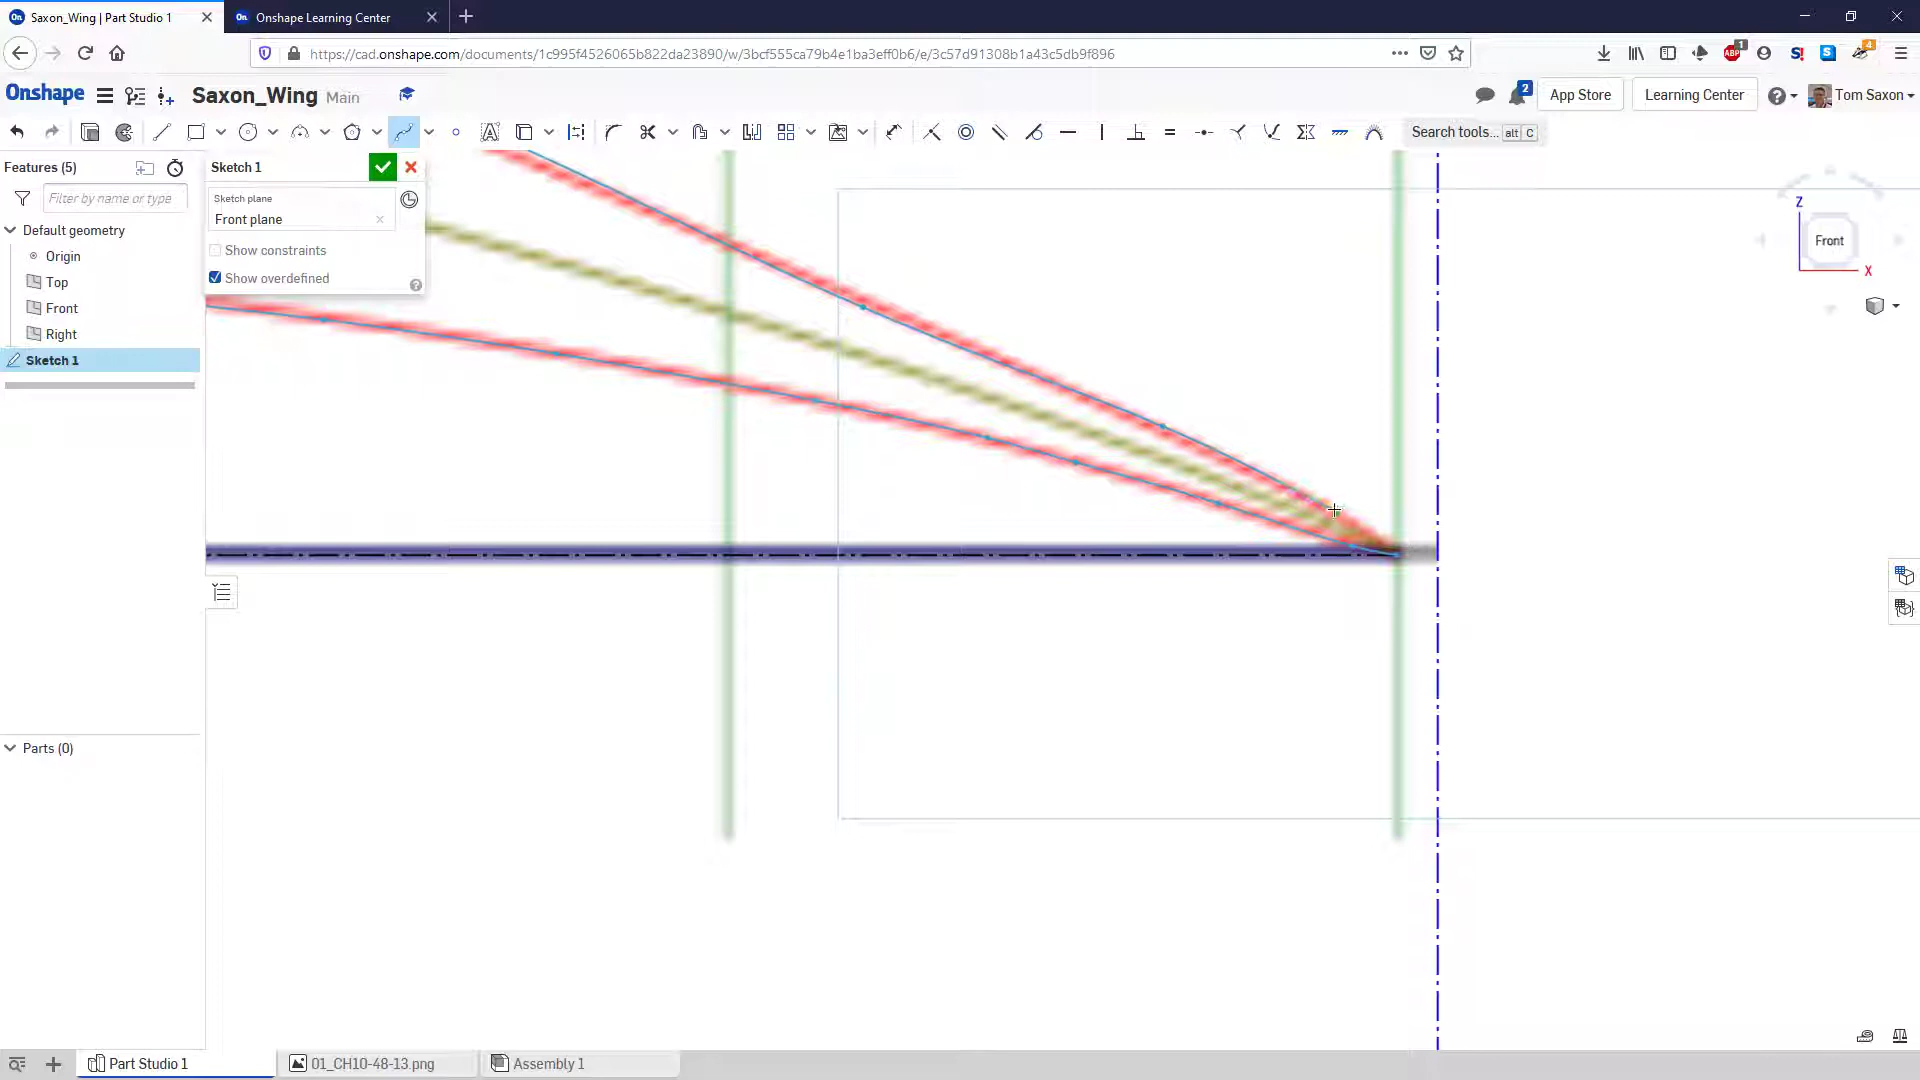 Saxon_Wing | Part Studio 1
Onshape Learning Center
https://cad.onshape.com/documents/1c995f4526065b822da23890/w/3bcf555ca79b4e1ba3eff0b6/e/3c57d91308b1a43c5db9f896
1
4
Onshape
Saxon_Wing Main
2
App Store
Learning Center
Tom Saxon
Search tools... alt C
Features (5)
Filter by name or type
Default geometry
Origin
Top
Front
Right
Sketch 1
Parts (0)
Sketch 1
Sketch plane
Front plane
Show constraints
Show overdefined
Z
Front
X
Part Studio 1
01_CH10-48-13.png
Assembly 1